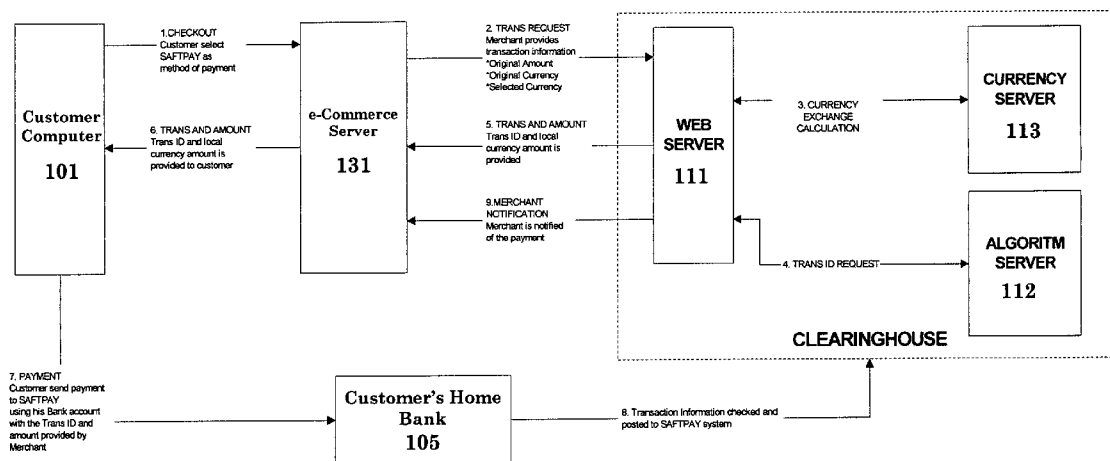 1.CHECKOUT
Customer select
SAFTPAY as
method of payment
2. TRANS REQUEST
Merchant provides
transaction information
*Original Amount
*Original Currency
*Selected Currency
Customer
Computer
101
e-Commerce
Server
131
WEB
SERVER
111
3. CURRENCY
EXCHANGE
CALCULATION
CURRENCY
SERVER
113
6. TRANS AND AMOUNT
Trans ID and local
currency amount is
provided to customer
5. TRANS AND AMOUNT
Trans ID and local
currency amount is
provided
9.MERCHANT
NOTIFICATION
Merchant is notified
of the payment
4. TRANS ID REQUEST
ALGORITM
SERVER
112
CLEARINGHOUSE
7. PAYMENT
Customer send payment
to SAFTPAY
using his Bank account
with the Trans ID and
amount provided by
Merchant
Customer's Home
Bank
105
8. Transaction Information checked and
posted to SAFTPAY system